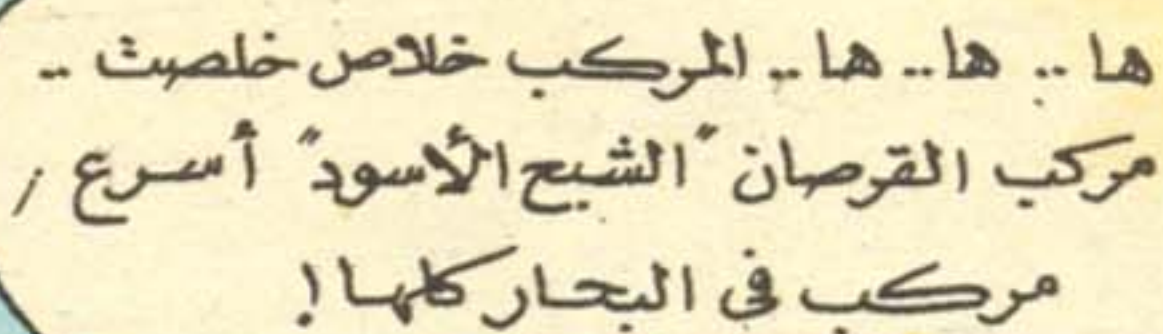 ها .. ها .. ها .. المركب خلاص خلصت ..
مركب القرصان "الشبح الأسود" أسرع
مركب فى البحار كلها !